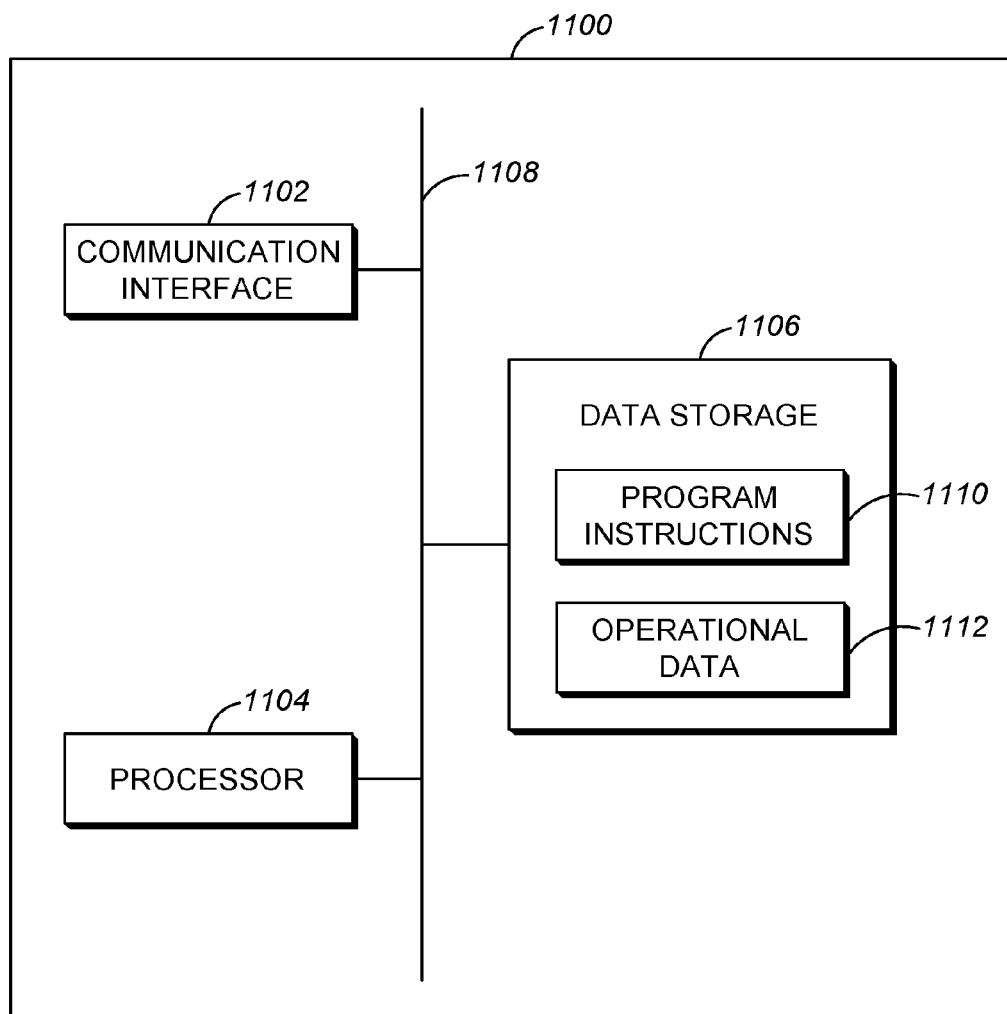 1100
1108
1102
COMMUNICATION
INTERFACE
1106
DATA STORAGE
PROGRAM
INSTRUCTIONS
1110
OPERATIONAL
DATA
1112
1104
PROCESSOR